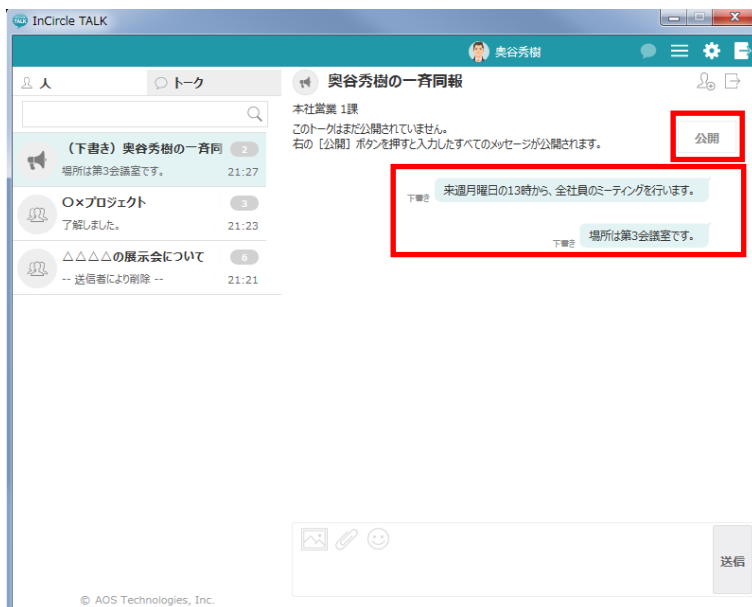 InCircle TALK
奥谷秀樹
人
トーク
奥谷秀樹の一斉同報
本社営業 1課
このトークはまだ公開されていません。
右の［公開］ボタンを押すと入力したすべてのメッセージが公開されます。
公開
（下書き）奥谷秀樹の一斉同
2
場所は第3会議室です。
21:27
〇×プロジェクト
3
了解しました。
21:23
△△△△の展示会について
6
-- 送信者により削除 --
21:21
下書き
来週月曜日の13時から、全社員のミーティングを行います。
下書き
場所は第3会議室です。
送信
© AOS Technologies, Inc.